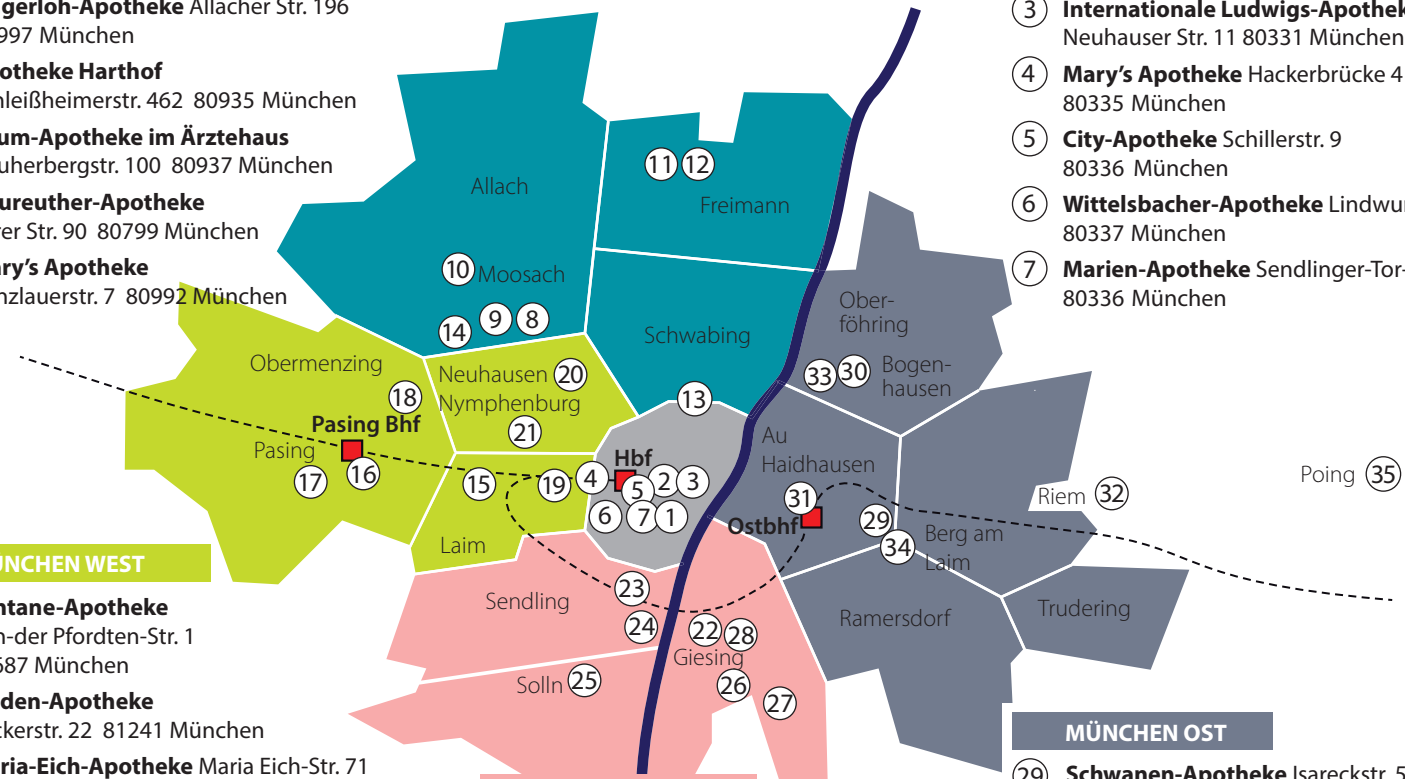 gerloh-Apotheke Allacher Str. 196
997 München
otheke Harthof
leißheimerstr. 462 80935 München
um-Apotheke im Ärztehaus
uherbergstr. 100 80937 München
ureuther-Apotheke
rer Str. 90 80799 München
ry’s Apotheke
nzlauerstr. 7 80992 München
3 Internationale Ludwigs-Apothek
Neuhauser Str. 11 80331 München
4 Mary’s Apotheke Hackerbrücke 4
80335 München
5 City-Apotheke Schillerstr. 9
80336 München
6 Wittelsbacher-Apotheke Lindwu
80337 München
7 Marien-Apotheke Sendlinger-Tor-
80336 München
11 12
Allach
Freimann
10 Moosach
14 9 8
Schwabing
Ober-
föhring
33 30 Bogen-
hausen
Obermenzing
18
Neuhausen 20
Nymphenburg
21
13
Pasing Bhf
Pasing
17 16
Hbf
15 19 4 5 2 3
6 7 1
Laim
Au
Haidhausen
31
Ostbhf
29
34
Berg am
Laim
Riem 32
Poing 35
Sendling
23
24
22 28
Giesing
26
27
Solln 25
Ramersdorf
Trudering
NCHEN WEST
ntane-Apotheke
n-der Pfordten-Str. 1
687 München
den-Apotheke
ckerstr. 22 81241 München
ria-Eich-Apotheke Maria Eich-Str. 71
MÜNCHEN OST
29 Schwanen-Apotheke Isareckstr. 5